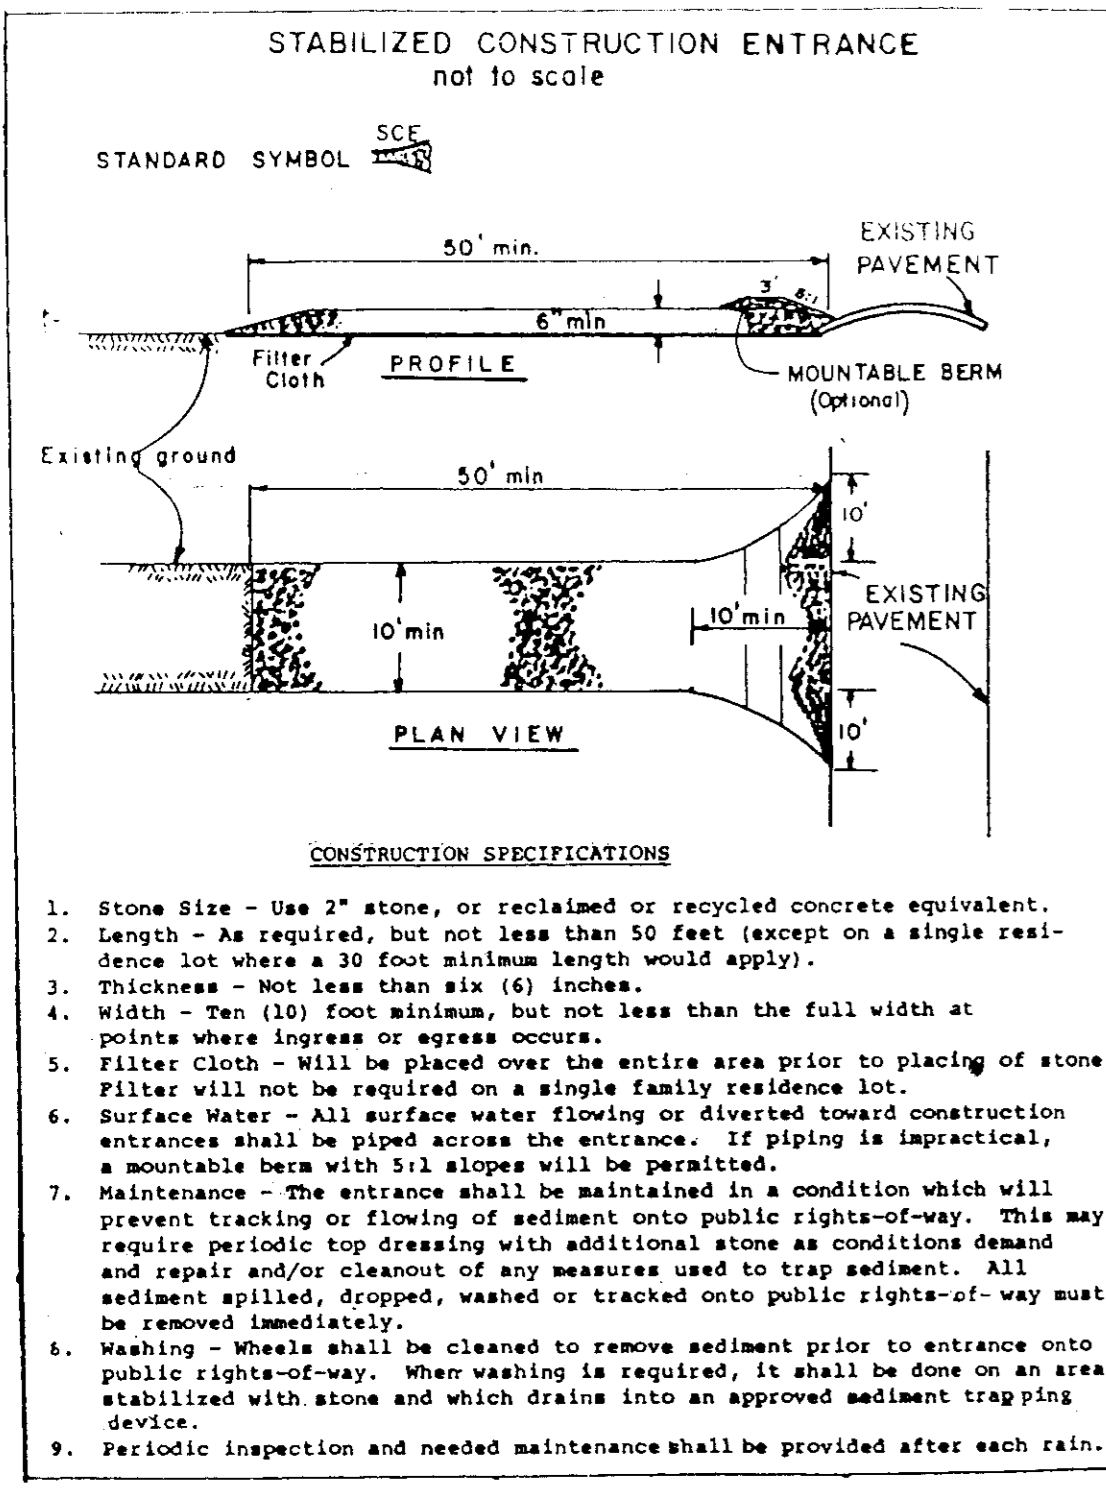 STABILIZED CONSTRUCTION ENTRANCE
not to scale
SCE
STANDARD SYMBOL
50' min.
EXISTING
PAVEMENT
3'
5:1
6" min
Filter
Cloth
PROFILE
MOUNTABLE BERM
(Optional)
Existing ground
50' min
10'
10' min
10' min
EXISTING
PAVEMENT
10'
PLAN VIEW
CONSTRUCTION SPECIFICATIONS
1. Stone Size - Use 2" stone, or reclaimed or recycled concrete equivalent.
2. Length - As required, but not less than 50 feet (except on a single resi-
dence lot where a 30 foot minimum length would apply).
3. Thickness - Not less than six (6) inches.
4. Width - Ten (10) foot minimum, but not less than the full width at
points where ingress or egress occurs.
5. Filter Cloth - Will be placed over the entire area prior to placing of stone
Filter will not be required on a single family residence lot.
6. Surface Water - All surface water flowing or diverted toward construction
entrances shall be piped across the entrance. If piping is impractical,
a mountable berm with 5:1 slopes will be permitted.
7. Maintenance - The entrance shall be maintained in a condition which will
prevent tracking or flowing of sediment onto public rights-of-way. This may
require periodic top dressing with additional stone as conditions demand
and repair and/or cleanout of any measures used to trap sediment. All
sediment spilled, dropped, washed or tracked onto public rights-of-way must
be removed immediately.
8. Washing - Wheels shall be cleaned to remove sediment prior to entrance onto
public rights-of-way. When washing is required, it shall be done on an area
stabilized with stone and which drains into an approved sediment trapping
device.
9. Periodic inspection and needed maintenance shall be provided after each rain.